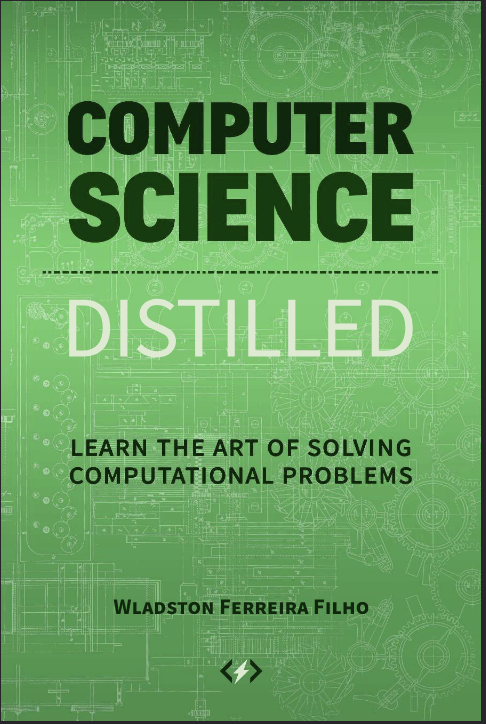 COMPUTER
SCIENCE
DISTILLED
LEARN THE ART OF SOLVING
COMPUTATIONAL PROBLEMS
Wladston Ferreira Filho